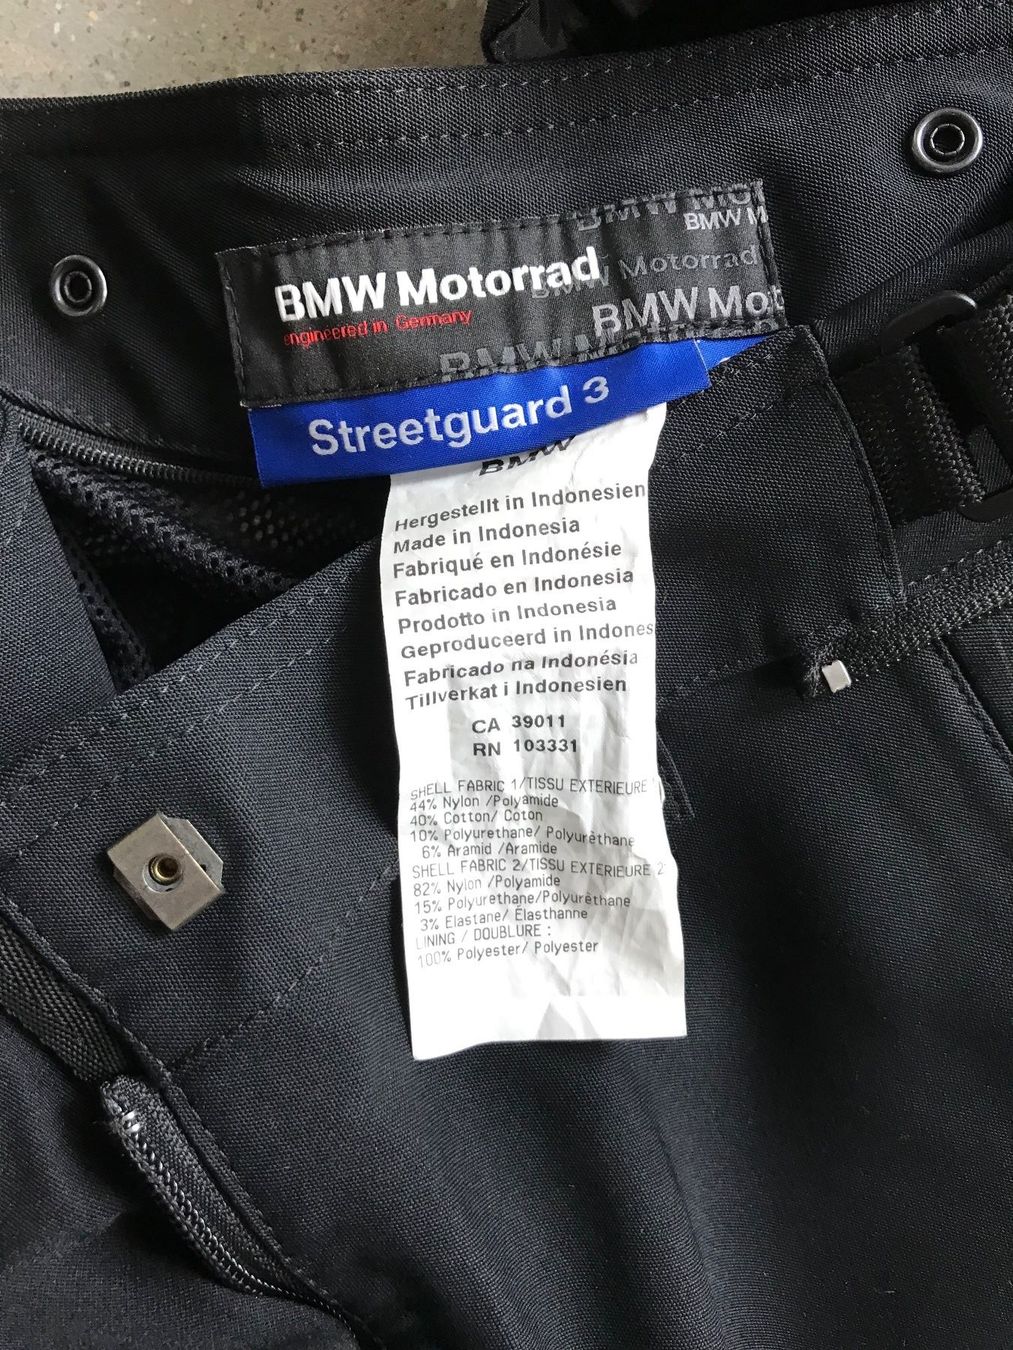 BMW M
BMW Motorrad
Motorrad
engineered in Germany
BMW Mot
Streetguard 3
BMW
Hergestellt in Indonesien
Made in Indonesia
Fabriqué en Indonésie
Fabricado en Indonesia
Prodotto in Indonesia
Geproduceerd in Indones
Fabricado na Indonésia
Tillverkat i Indonesien
CA 39011
RN 103331
SHELL FABRIC 1/TISSU EXTERIEURE
44% Nylon /Polyamide
40% Cotton/ Coton
10% Polyurethane/ Polyurèthane
6% Aramid /Aramide
SHELL FABRIC 2/TISSU EXTERIEURE 2
82% Nylon /Polyamide
15% Polyurethane/Polyurèthane
3% Elastane/ Élasthanne
LINING / DOUBLURE :
100% Polyester/ Polyester